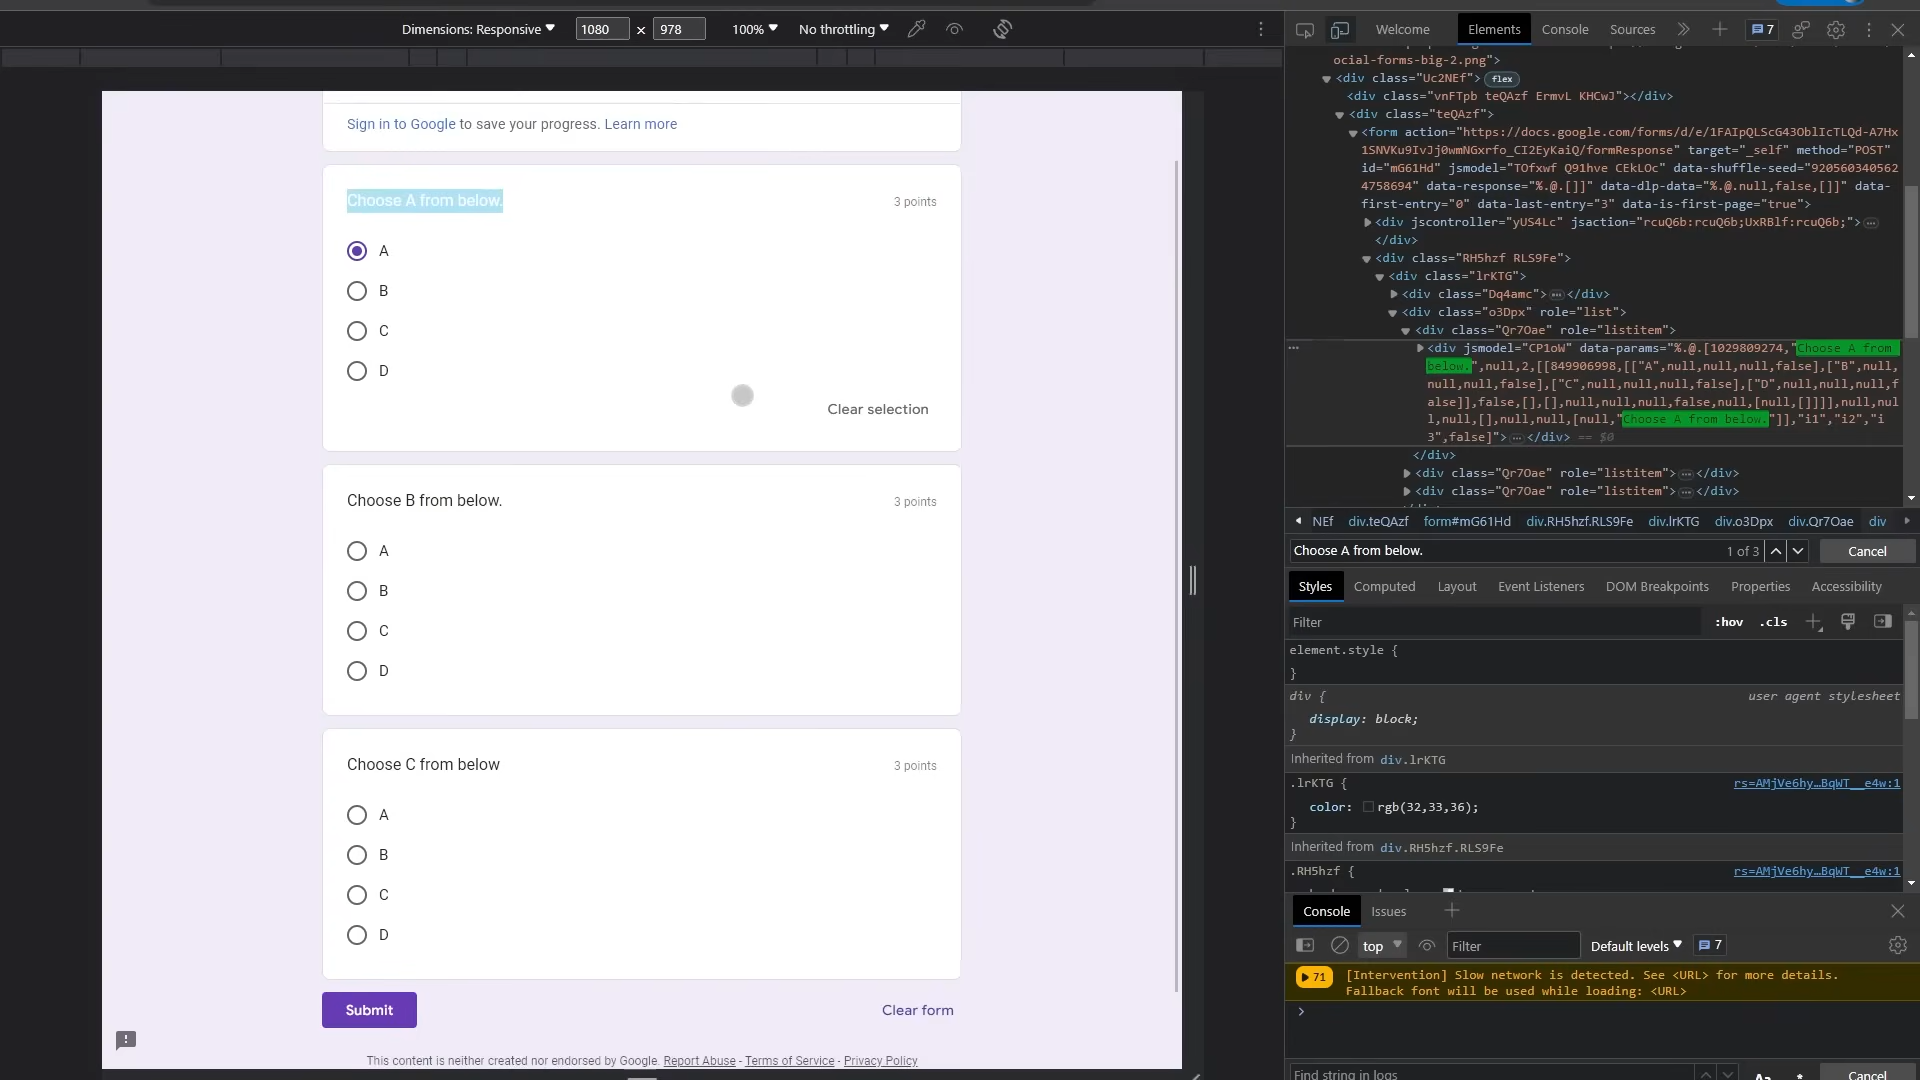 Dimensions: Responsive
1080 x 978
100%
No throttling
Sign in to Google to save your progress. Learn more
Choose A from below.
3 points
A
B
C
D
Clear selection
Choose B from below.
3 points
A
B
C
D
Choose C from below
3 points
A
B
C
D
Submit
Clear form
This content is neither created nor endorsed by Google. Report Abuse - Terms of Service - Privacy Policy
Welcome
Elements
Console
Sources
7
ocial-forms-big-2.png">
<div class="Uc2NEf"> flex
<div class="vnFTpb teQAzf ErmvL KHCwJ"></div>
<div class="teQAzf">
<form action="https://docs.google.com/forms/d/e/1FAIpQLScG43OblIcTLQd-A7Hx
1SNVKu9IvJj0wmNGxrfo_CI2EyKaiQ/formResponse" target="_self" method="POST"
id="mG61Hd" jsmodel="TOfxwf Q91hve CEkLOc" data-shuffle-seed="920560340562
4758694" data-response="%.@.[]]" data-dlp-data="%.@.null,false,[]]" data-
first-entry="0" data-last-entry="3" data-is-first-page="true">
<div jscontroller="yUS4Lc" jsaction="rcuQ6b:rcuQ6b;UxRBlf:rcuQ6b;">
</div>
<div class="RH5hzf RLS9Fe">
<div class="lrKTG">
<div class="Dq4amc"> </div>
<div class="o3Dpx" role="list">
<div class="Qr7Oae" role="listitem">
<div jsmodel="CP1oW" data-params="%.@.[1029809274,"Choose A from
below.",null,2,[[849906998,[["A",null,null,null,false],["B",null,
null,null,false],["C",null,null,null,false],["D",null,null,null,f
alse]],false,[],[],null,null,null,false,null,[null,[]]]],null,nul
l,null,[],null,null,[null,"Choose A from below."]],"i1","i2","i
3",false]"> </div> == $0
</div>
<div class="Qr7Oae" role="listitem"> </div>
<div class="Qr7Oae" role="listitem"> </div>
NEf div.teQAzf form#mG61Hd div.RH5hzf.RLS9Fe div.lrKTG div.o3Dpx div.Qr7Oae div
Choose A from below. 1 of 3 Cancel
Styles Computed Layout Event Listeners DOM Breakpoints Properties Accessibility
Filter :hov .cls
element.style {
}
div { user agent stylesheet
display: block;
}
Inherited from div.lrKTG
.lrKTG { rs=AMjVe6hy…BqWT__e4w:1
color: rgb(32,33,36);
}
Inherited from div.RH5hzf.RLS9Fe
.RH5hzf { rs=AMjVe6hy…BqWT__e4w:1
Console Issues
top Filter Default levels 7
71 [Intervention] Slow network is detected. See <URL> for more details.
Fallback font will be used while loading: <URL>
Find string in logs Aa .* Cancel